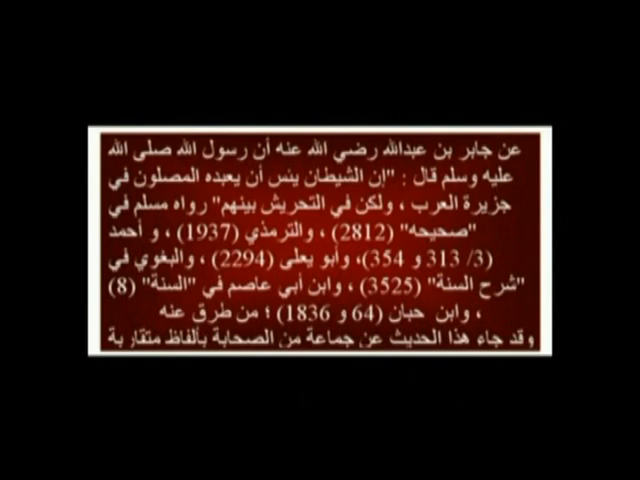 عن جابر بن عبدالله رضي الله عنه أن رسول الله صلى الله
عليه وسلم قال : "إن الشيطان يئس أن يعبده المصلون في
جزيرة العرب ، ولكن في التحريش بينهم" رواه مسلم في
"صحيحه" (2812) ، والترمذي (1937) ، و أحمد
(3/ 313 و 354)، وأبو يعلى (2294) ، والبغوي في
"شرح السنة" (3525) ، وابن أبي عاصم في "السنة" (8)
، وابن حبان (64 و 1836) ؛ من طرق عنه
وقد جاء هذا الحديث عن جماعة من الصحابة بألفاظ متقاربة